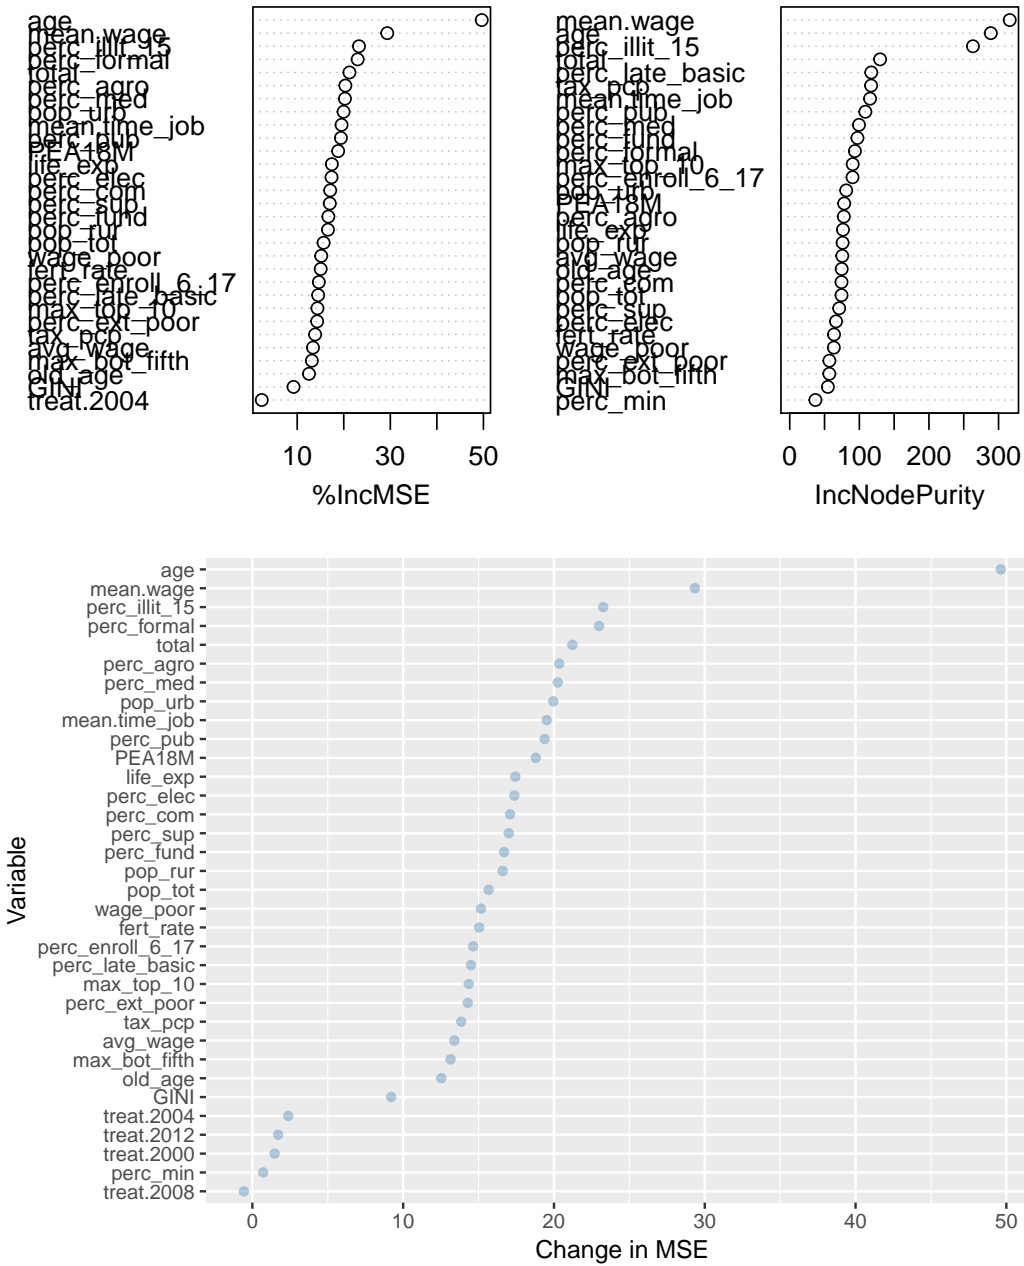 age
mean.wage
perc_illit_15
perc_formal
total
perc_agro
perc_med
pop_urb
mean.time_job
perc_pub
PEA18M
life_exp
perc_elec
perc_com
perc_sup
perc_fund
pop_rur
pop_tot
wage_poor
fert_rate
perc_enroll_6_17
perc_late_basic
max_top_10
perc_ext_poor
tax_pcp
avg_wage
max_bot_fifth
old_age
GINI
treat.2004
10 30 50
%IncMSE
mean.wage
age
perc_illit_15
total
perc_late_basic
tax_pcp
mean.time_job
perc_pub
perc_med
perc_fund
perc_formal
max_top_10
perc_enroll_6_17
pop_urb
PEA18M
perc_agro
life_exp
pop_rur
avg_wage
old_age
perc_com
pop_tot
perc_sup
perc_elec
fert_rate
wage_poor
perc_ext_poor
max_bot_fifth
GINI
perc_min
0 100 200 300
IncNodePurity
Variable
age
mean.wage
perc_illit_15
perc_formal
total
perc_agro
perc_med
pop_urb
mean.time_job
perc_pub
PEA18M
life_exp
perc_elec
perc_com
perc_sup
perc_fund
pop_rur
pop_tot
wage_poor
fert_rate
perc_enroll_6_17
perc_late_basic
max_top_10
perc_ext_poor
tax_pcp
avg_wage
max_bot_fifth
old_age
GINI
treat.2004
treat.2012
treat.2000
perc_min
treat.2008
0 10 20 30 40 50
Change in MSE